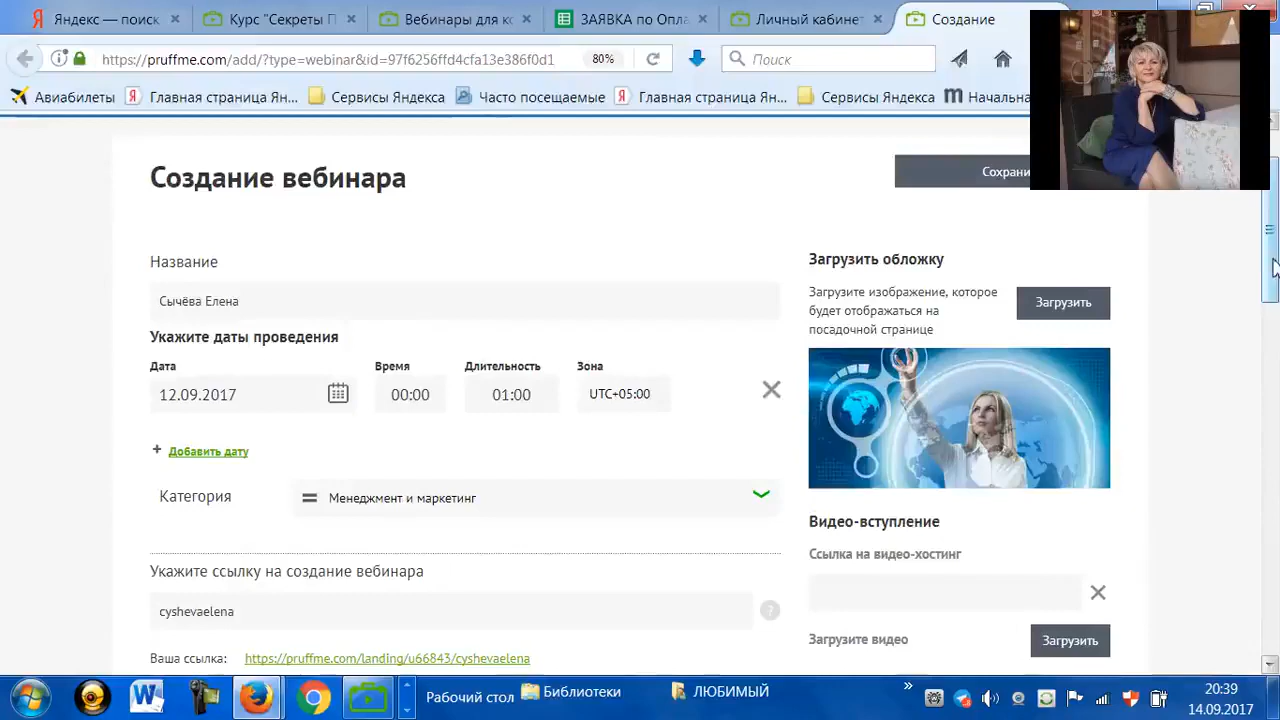 Яндекс — поиск
Курс "Секреты П
Вебинары для
ЗАЯВКА по Опла
Личный кабинет
Создание
https://pruffme.com/add/?type=webinar&id=97f6256ffd4cfa13e386f0d1
80%
Поиск
Авиабилеты
Главная страница Ян...
Сервисы Яндекса
Часто посещаемые
Главная страница Ян...
Сервисы Яндекса
Начальна
Создание вебинара
Сохрани
Название
Сычёва Елена
Укажите даты проведения
Дата Время Длительность Зона
12.09.2017 00:00 01:00 UTC+05:00
Добавить дату
Категория
Менеджмент и маркетинг
Укажите ссылку на создание вебинара
cyshevaelena
?
Ваша ссылка: https://pruffme.com/landing/u66843/cyshevaelena
Загрузить обложку
Загрузите изображение, которое
будет отображаться на
посадочной странице
Загрузить
Видео-вступление
Ссылка на видео-хостинг
Загрузите видео
Загрузить
Рабочий стол
Библиотеки
ЛЮБИМЫЙ
20:39
14.09.2017